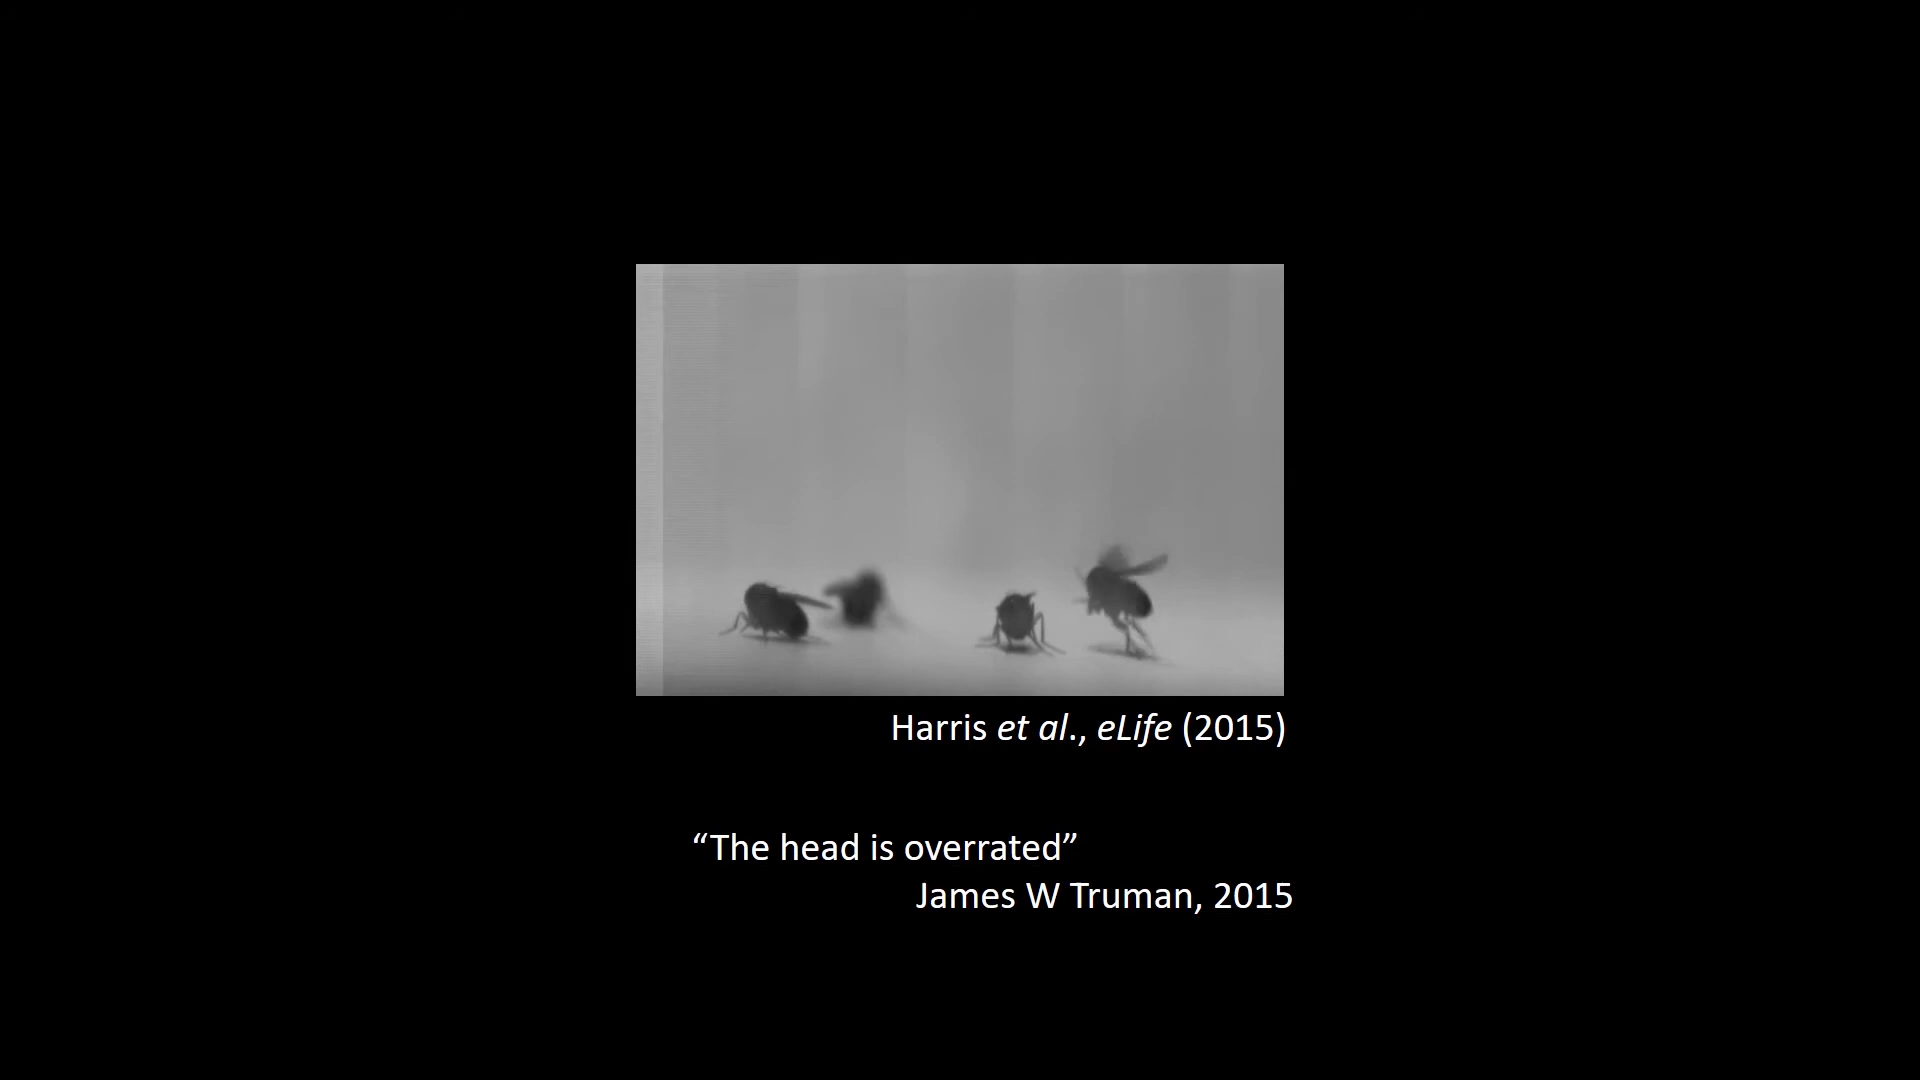 Harris et al., eLife (2015)
“The head is overrated”
James W Truman, 2015